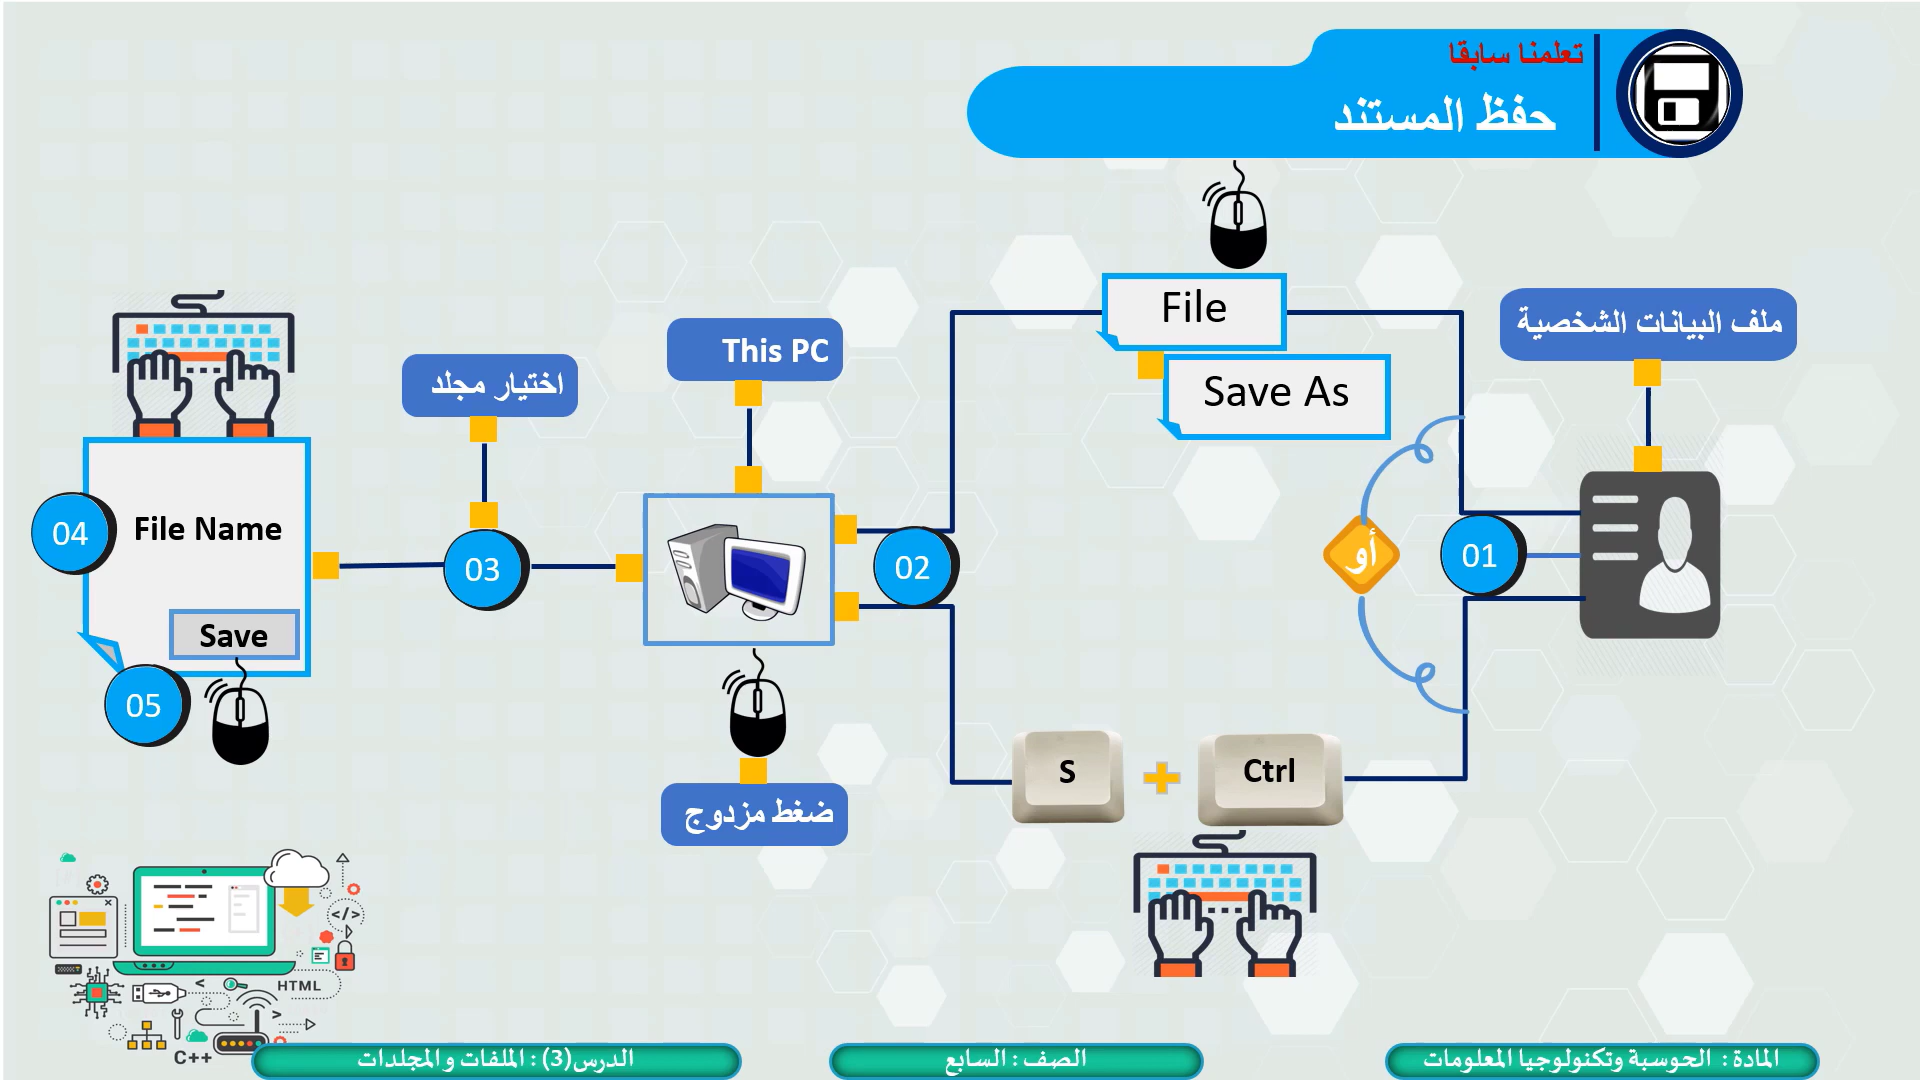 تعلمنا سابقا
حفظ المستند
ملف البيانات الشخصية
01
أو
File
Save As
Ctrl
S
02
This PC
ضغط مزدوج
03
اختيار مجلد
04
File Name
Save
05
HTML
</>
C++
المادة : الحوسبة وتكنولوجيا المعلومات
الصف : السابع
الدرس(3) : الملفات و المجلدات